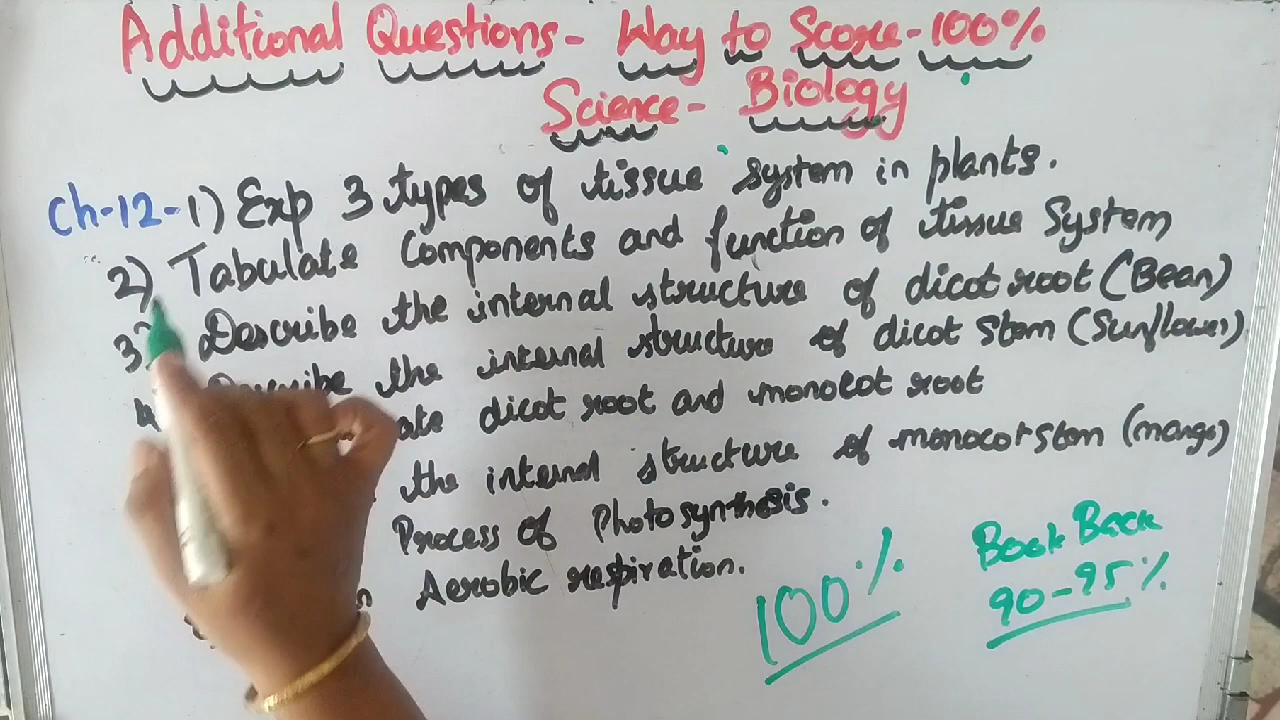 Additional Questions- Way to Score-100%
Science- Biology
Ch-12-1) Exp 3 types of tissue system in plants.
2) Tabulate Components and function of tissue System
3) Describe the internal structure of dicot root (Bean)
the internal structure of dicot stem (Sunflower)
dicot root and monocot root
the internal structure of monocot stem
Process of Photosynthesis.
Aerobic respiration.
100%
Book Back
90-95%